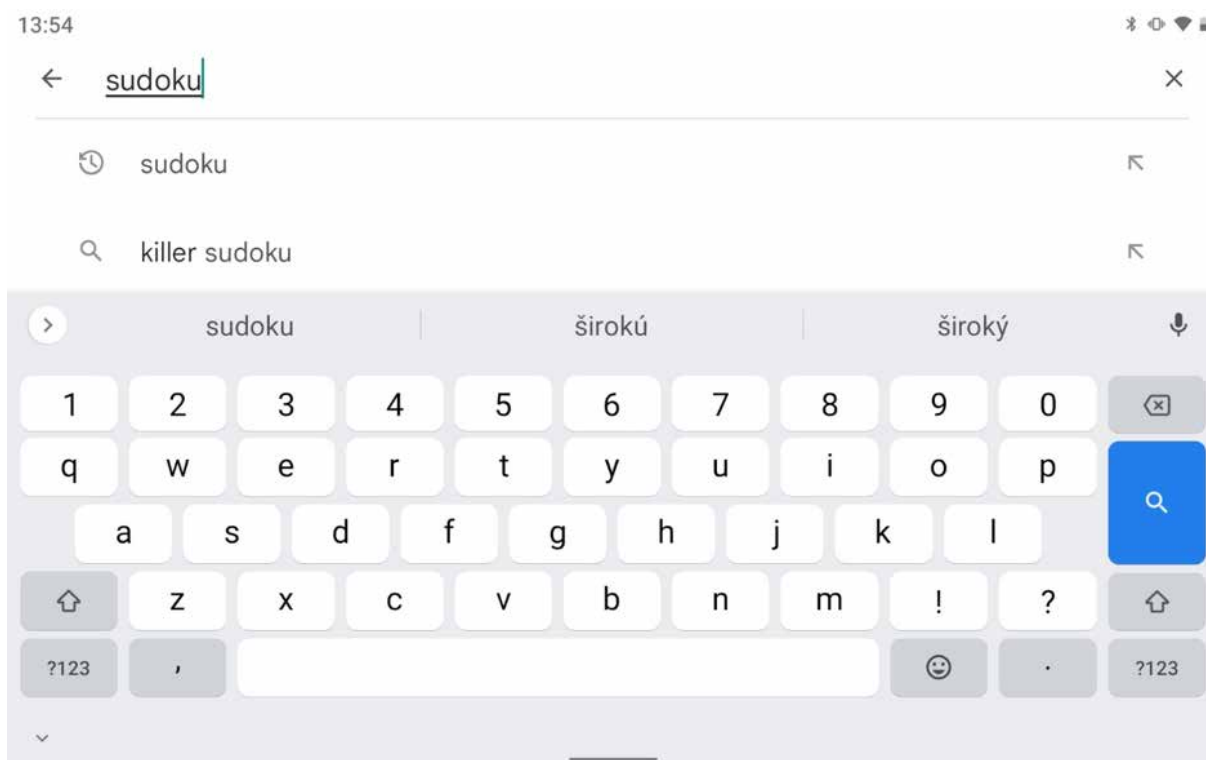 13:54
sudoku
sudoku
killer sudoku
sudoku širokú široký
1 2 3 4 5 6 7 8 9 0
q w e r t y u i o p
a s d f g h j k l
z x c v b n m ! ?
?123 , . ?123